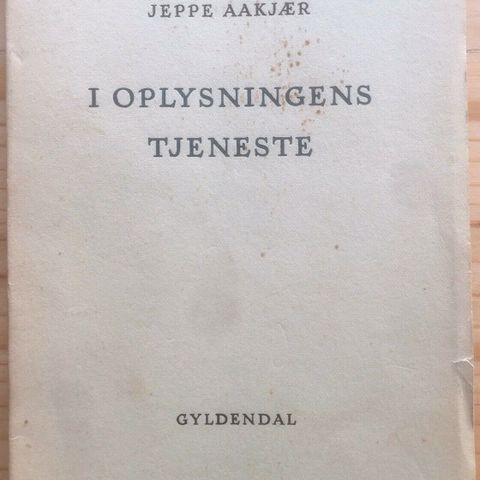 JEPPE AAKJÆR
I OPLYSNINGENS
TJENESTE
GYLDENDAL